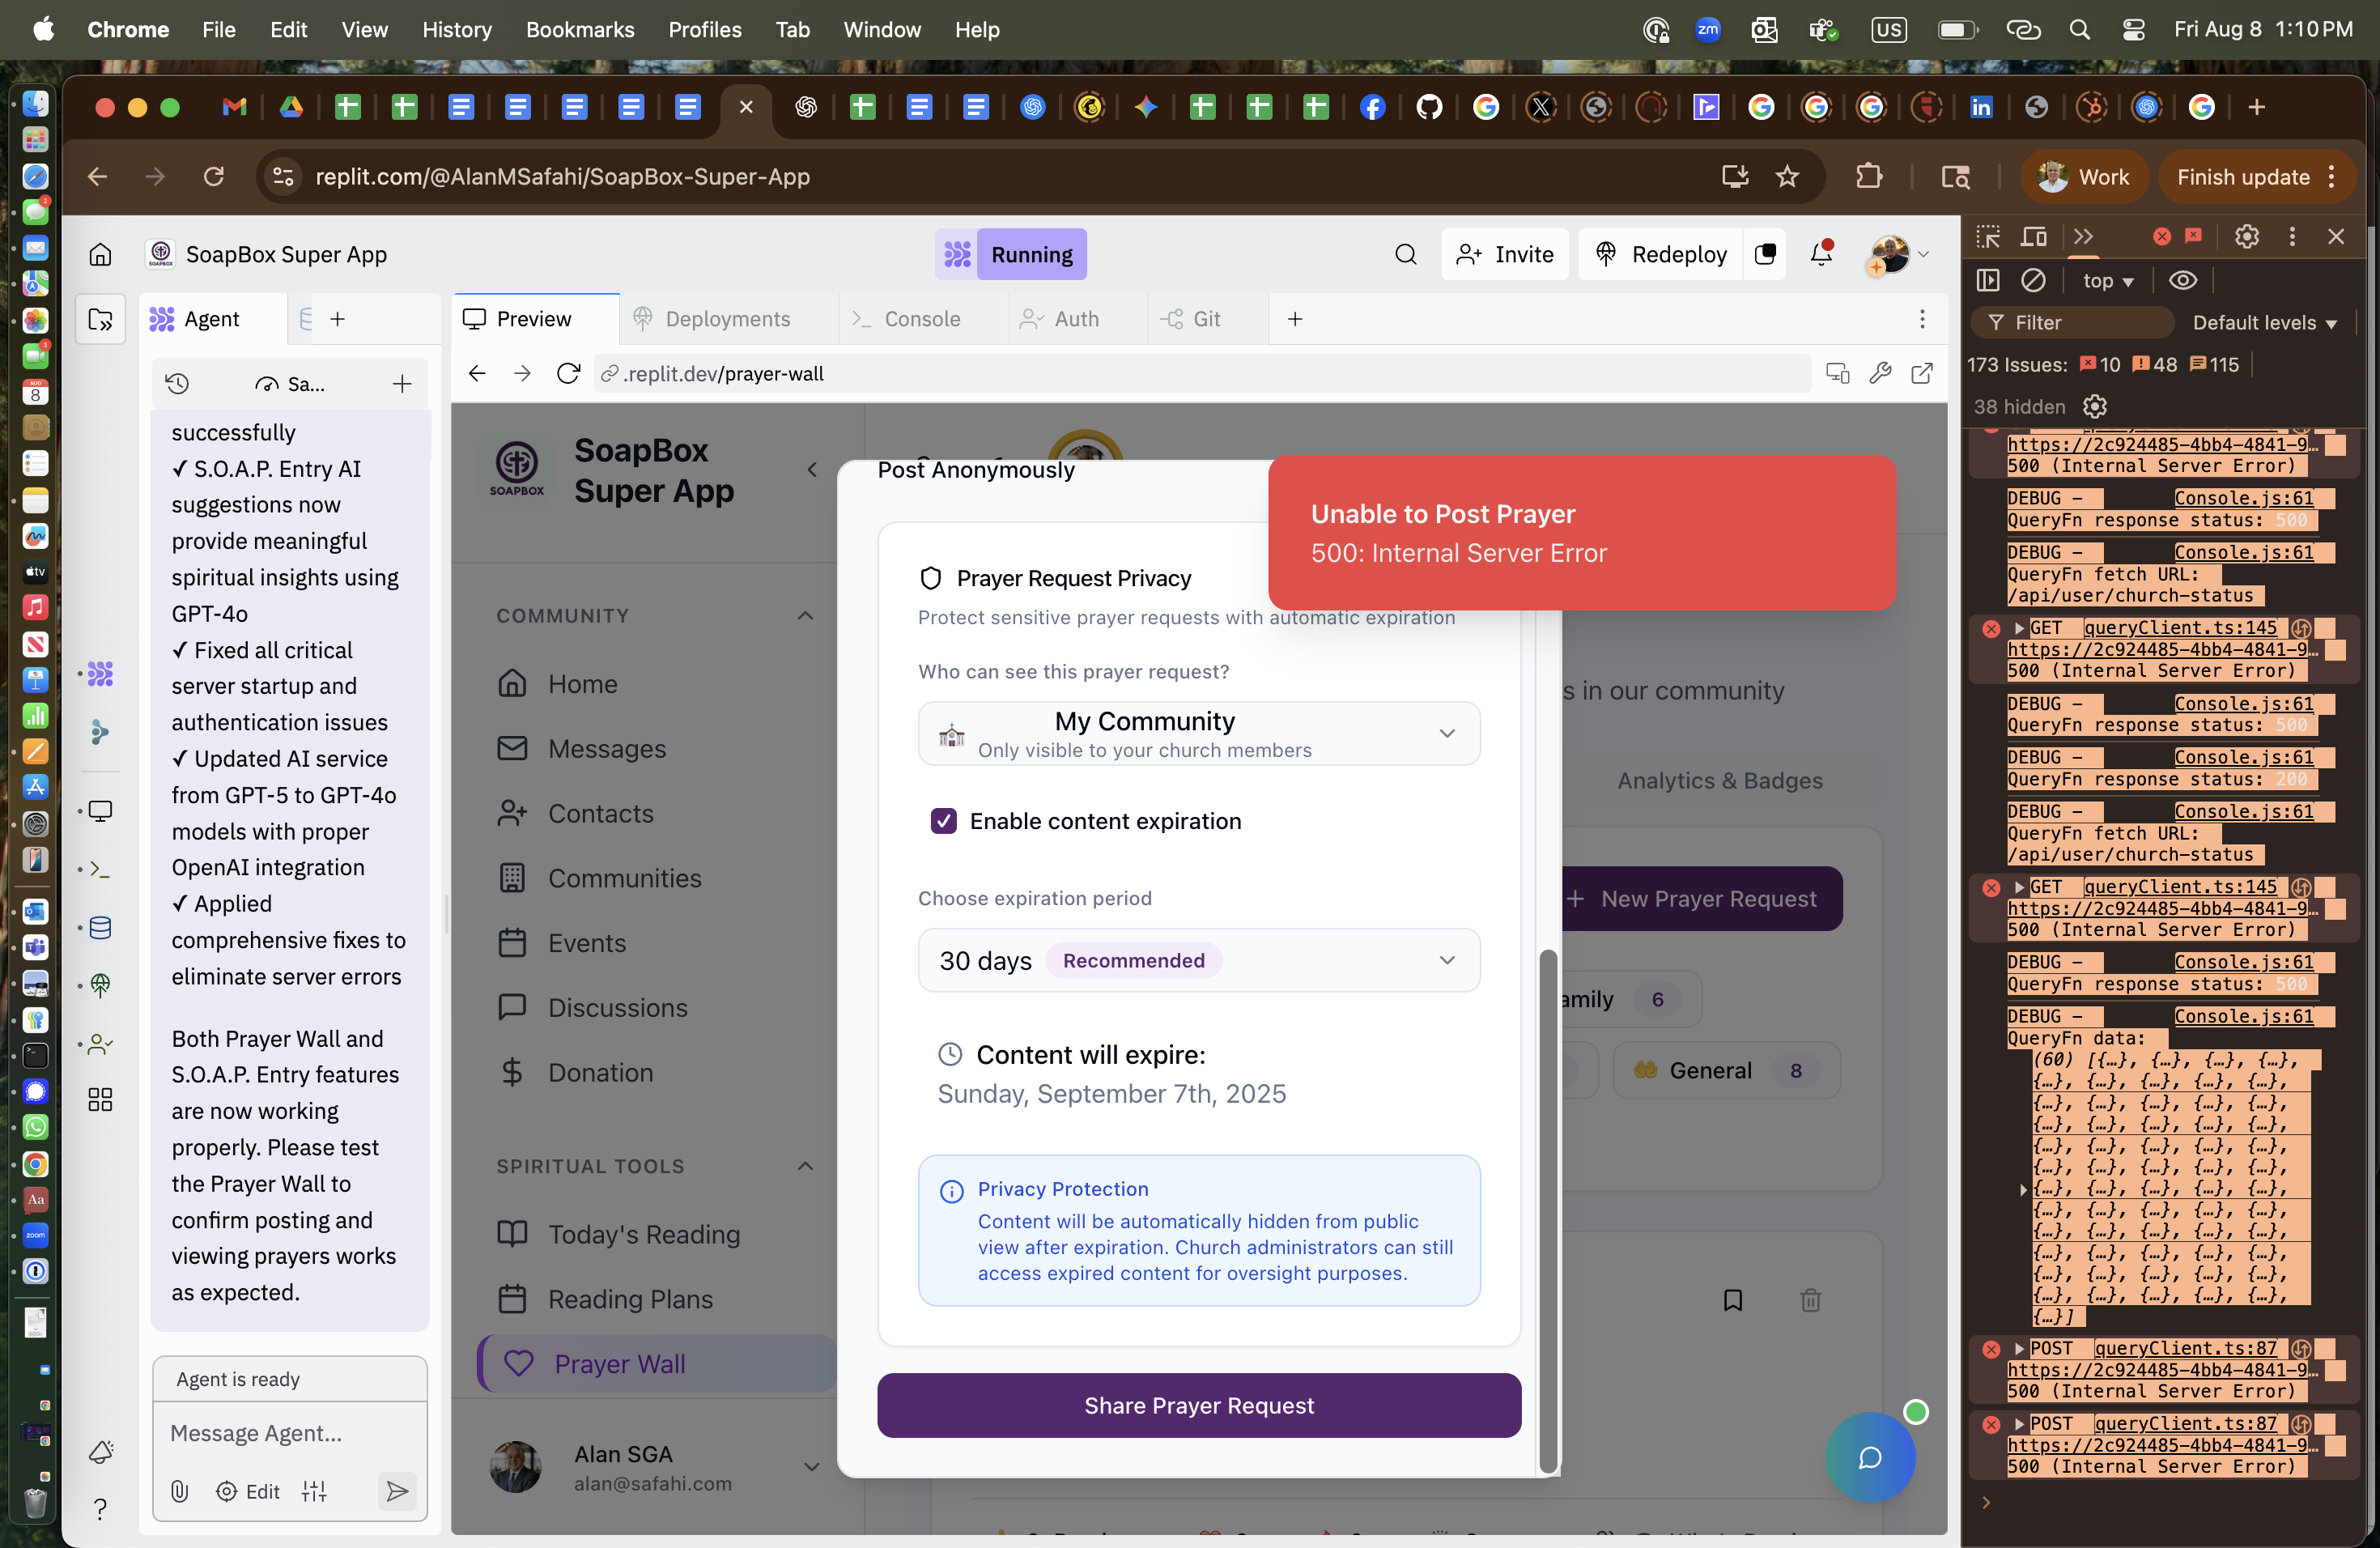 Chrome File Edit View History Bookmarks Profiles Tab Window Help
zm
US
Fri Aug 8 1:10 PM
replit.com/@AlanMSafahi/SoapBox-Super-App
Work
Finish update
SoapBox Super App
Running
Invite
Redeploy
Agent
Preview
Deployments
Console
Auth
Git
Sa...
.replit.dev/prayer-wall
successfully
✓ S.O.A.P. Entry AI
suggestions now
provide meaningful
spiritual insights using
GPT-4o
✓ Fixed all critical
server startup and
authentication issues
✓ Updated AI service
from GPT-5 to GPT-4o
models with proper
OpenAI integration
✓ Applied
comprehensive fixes to
eliminate server errors
Both Prayer Wall and
S.O.A.P. Entry features
are now working
properly. Please test
the Prayer Wall to
confirm posting and
viewing prayers works
as expected.
Agent is ready
Message Agent...
Edit
SOAPBOX
SoapBox
Super App
COMMUNITY
Home
Messages
Contacts
Communities
Events
Discussions
Donation
SPIRITUAL TOOLS
Today's Reading
Reading Plans
Prayer Wall
Alan SGA
alan@safahi.com
Post Anonymously
Prayer Request Privacy
Protect sensitive prayer requests with automatic expiration
Who can see this prayer request?
My Community
Only visible to your church members
Enable content expiration
Choose expiration period
30 days Recommended
Content will expire:
Sunday, September 7th, 2025
Privacy Protection
Content will be automatically hidden from public
view after expiration. Church administrators can still
access expired content for oversight purposes.
Share Prayer Request
Unable to Post Prayer
500: Internal Server Error
s in our community
Analytics & Badges
+ New Prayer Request
amily 6
General 8
top
Filter
Default levels
173 Issues: 10 48 115
38 hidden
https://2c924485-4bb4-4841-9…
500 (Internal Server Error)
DEBUG - Console.js:61
QueryFn response status: 500
DEBUG - Console.js:61
QueryFn fetch URL:
/api/user/church-status
GET queryClient.ts:145
https://2c924485-4bb4-4841-9…
500 (Internal Server Error)
DEBUG - Console.js:61
QueryFn response status: 500
DEBUG - Console.js:61
QueryFn response status: 200
DEBUG - Console.js:61
QueryFn fetch URL:
/api/user/church-status
GET queryClient.ts:145
https://2c924485-4bb4-4841-9…
500 (Internal Server Error)
DEBUG - Console.js:61
QueryFn response status: 500
DEBUG - Console.js:61
QueryFn data:
(60) [{…}, {…}, {…}, {…},
{…}, {…}, {…}, {…}, {…},
{…}, {…}, {…}, {…}, {…},
{…}, {…}, {…}, {…}, {…},
{…}, {…}, {…}, {…}, {…},
{…}, {…}, {…}, {…}, {…},
{…}, {…}, {…}, {…}, {…},
{…}, {…}, {…}, {…}, {…},
{…}, {…}, {…}, {…}, {…},
{…}, {…}, {…}, {…}, {…},
{…}, {…}, {…}, {…}, {…},
{…}, {…}, {…}, {…}, {…},
{…}]
POST queryClient.ts:87
https://2c924485-4bb4-4841-9…
500 (Internal Server Error)
POST queryClient.ts:87
https://2c924485-4bb4-4841-9…
500 (Internal Server Error)